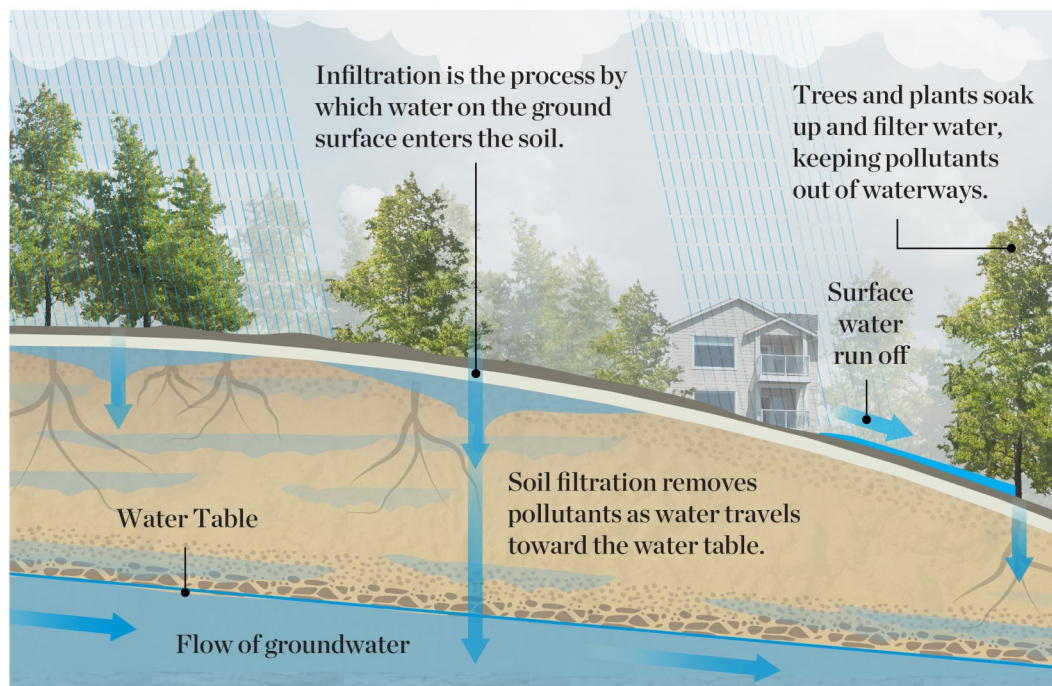 Infiltration is the process by
which water on the ground
surface enters the soil.
Trees and plants soak
up and filter water,
keeping pollutants
out of waterways.
Surface
water
run off
Soil filtration removes
pollutants as water travels
toward the water table.
Water Table
Flow of groundwater